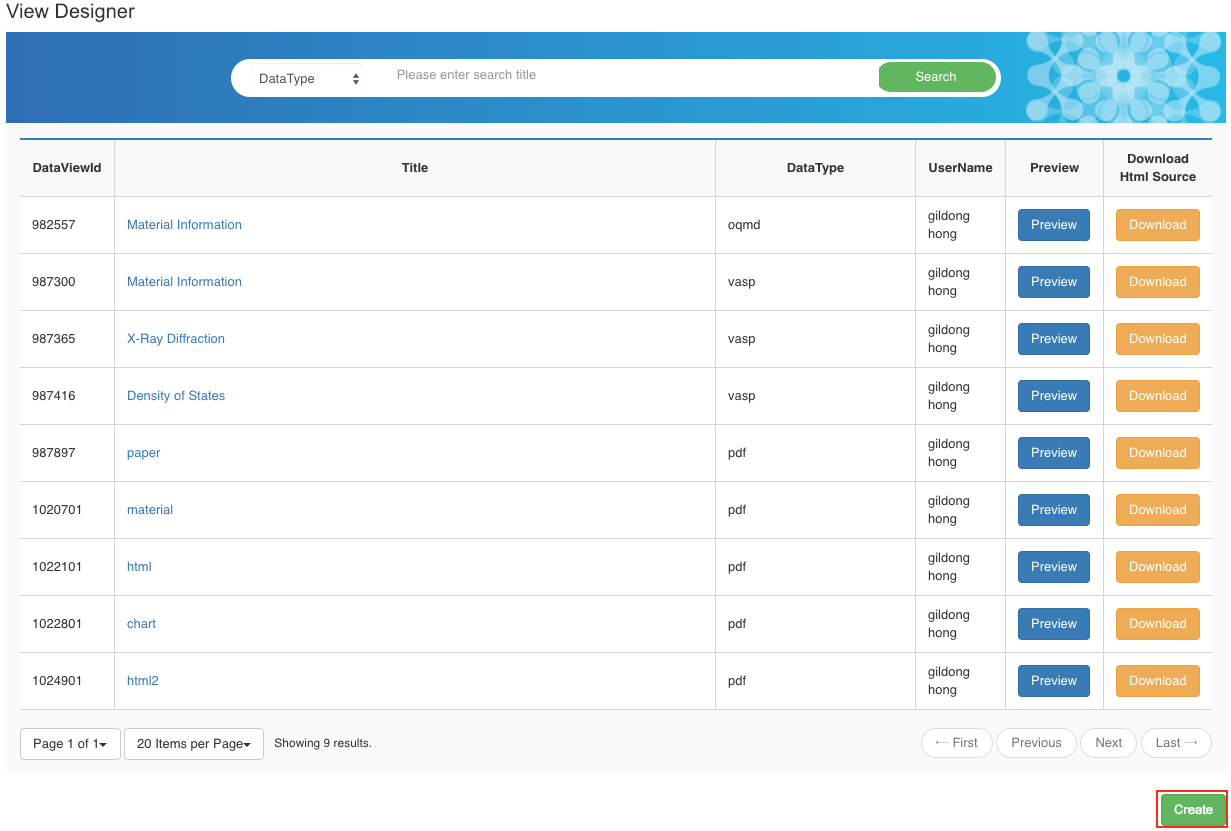 View Designer
DataType Please enter search title Search
DataViewId Title DataType UserName Preview Download
Html Source
982557 Material Information oqmd gildong
hong Preview Download
987300 Material Information vasp gildong
hong Preview Download
987365 X-Ray Diffraction vasp gildong
hong Preview Download
987416 Density of States vasp gildong
hong Preview Download
987897 paper pdf gildong
hong Preview Download
1020701 material pdf gildong
hong Preview Download
1022101 html pdf gildong
hong Preview Download
1022801 chart pdf gildong
hong Preview Download
1024901 html2 pdf gildong
hong Preview Download
Page 1 of 1 20 Items per Page Showing 9 results. ← First Previous Next Last →
Create